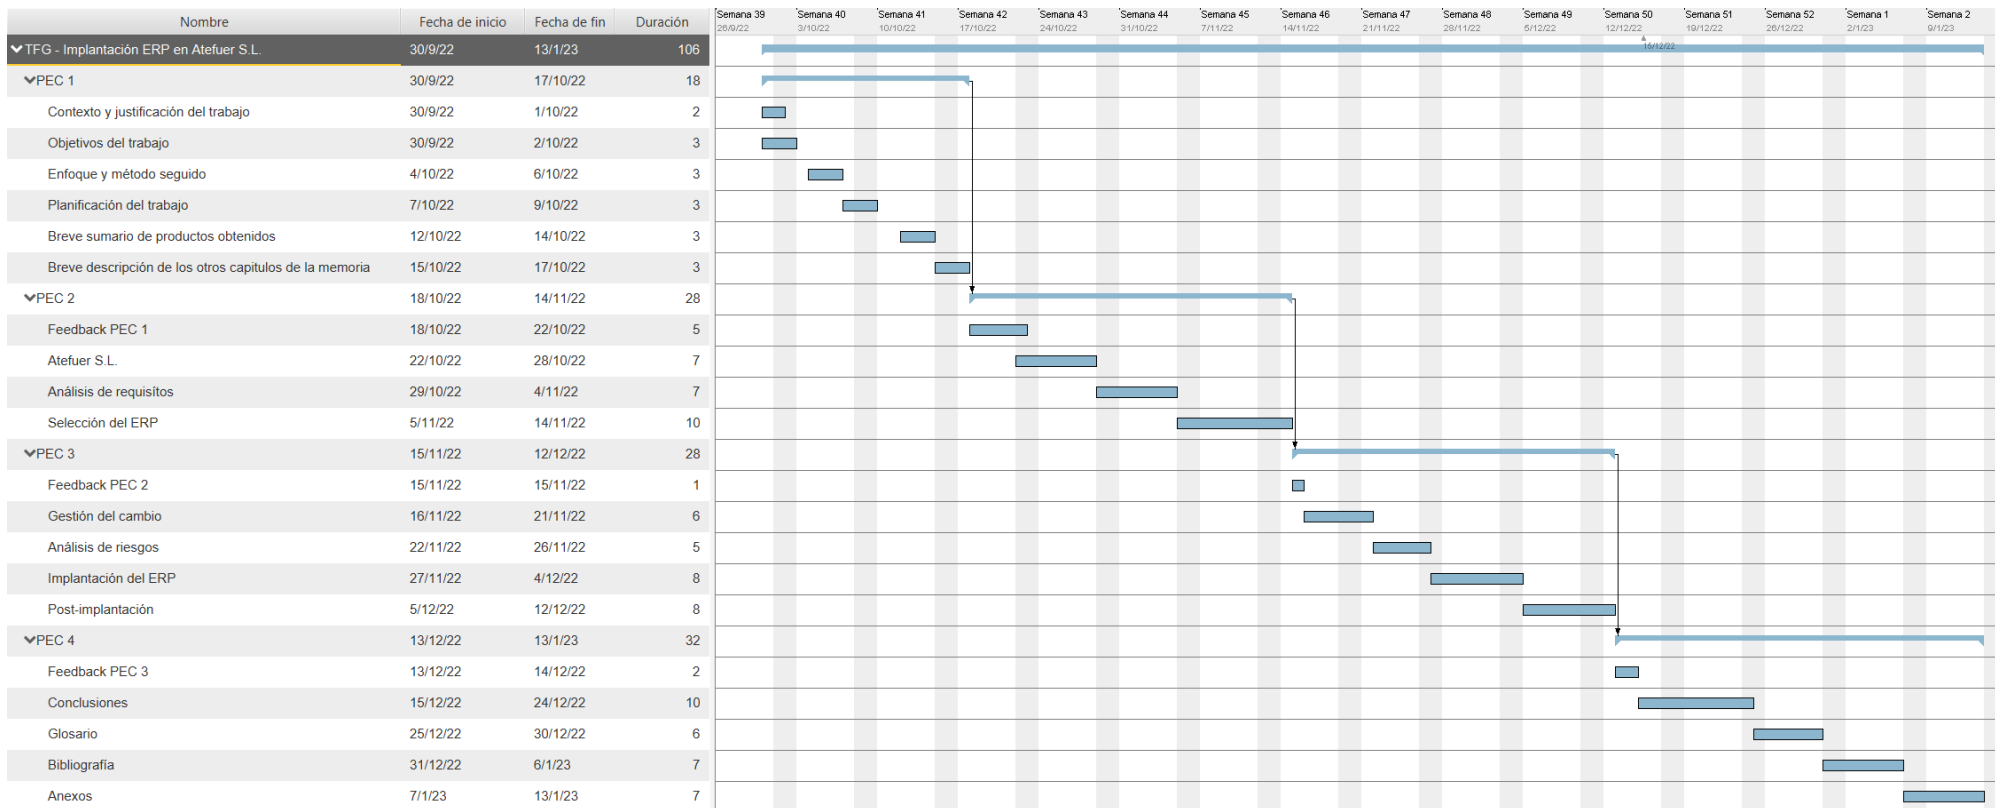 Nombre Fecha de inicio Fecha de fin Duración
Semana 39 Semana 40 Semana 41 Semana 42 Semana 43 Semana 44 Semana 45 Semana 46 Semana 47 Semana 48 Semana 49 Semana 50 Semana 51 Semana 52 Semana 1 Semana 2
26/9/22 3/10/22 10/10/22 17/10/22 24/10/22 31/10/22 7/11/22 14/11/22 21/11/22 28/11/22 5/12/22 12/12/22 19/12/22 26/12/22 2/1/23 9/1/23
15/12/22
TFG - Implantación ERP en Atefuer S.L. 30/9/22 13/1/23 106
PEC 1 30/9/22 17/10/22 18
Contexto y justificación del trabajo 30/9/22 1/10/22 2
Objetivos del trabajo 30/9/22 2/10/22 3
Enfoque y método seguido 4/10/22 6/10/22 3
Planificación del trabajo 7/10/22 9/10/22 3
Breve sumario de productos obtenidos 12/10/22 14/10/22 3
Breve descripción de los otros capitulos de la memoria 15/10/22 17/10/22 3
PEC 2 18/10/22 14/11/22 28
Feedback PEC 1 18/10/22 22/10/22 5
Atefuer S.L. 22/10/22 28/10/22 7
Análisis de requisítos 29/10/22 4/11/22 7
Selección del ERP 5/11/22 14/11/22 10
PEC 3 15/11/22 12/12/22 28
Feedback PEC 2 15/11/22 15/11/22 1
Gestión del cambio 16/11/22 21/11/22 6
Análisis de riesgos 22/11/22 26/11/22 5
Implantación del ERP 27/11/22 4/12/22 8
Post-implantación 5/12/22 12/12/22 8
PEC 4 13/12/22 13/1/23 32
Feedback PEC 3 13/12/22 14/12/22 2
Conclusiones 15/12/22 24/12/22 10
Glosario 25/12/22 30/12/22 6
Bibliografía 31/12/22 6/1/23 7
Anexos 7/1/23 13/1/23 7